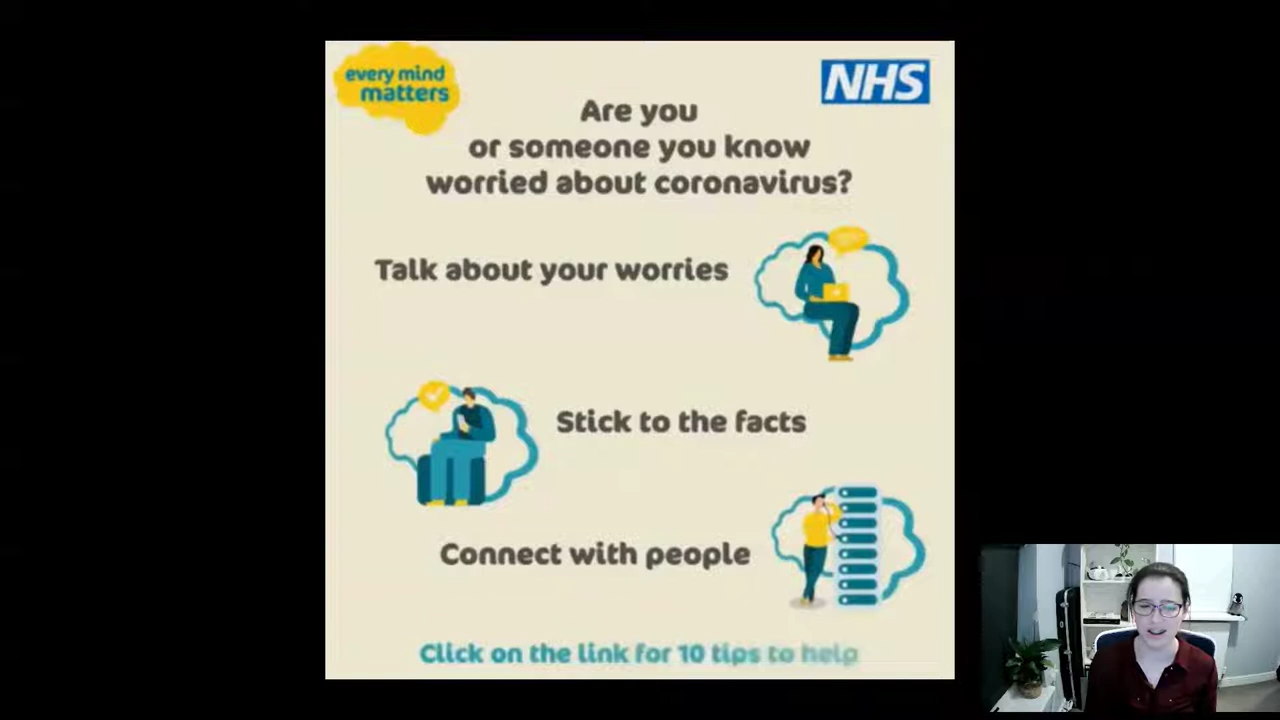 every mind
matters
NHS
Are you
or someone you know
worried about coronavirus?
Talk about your worries
Stick to the facts
Connect with people
Click on the link for 10 tips to help